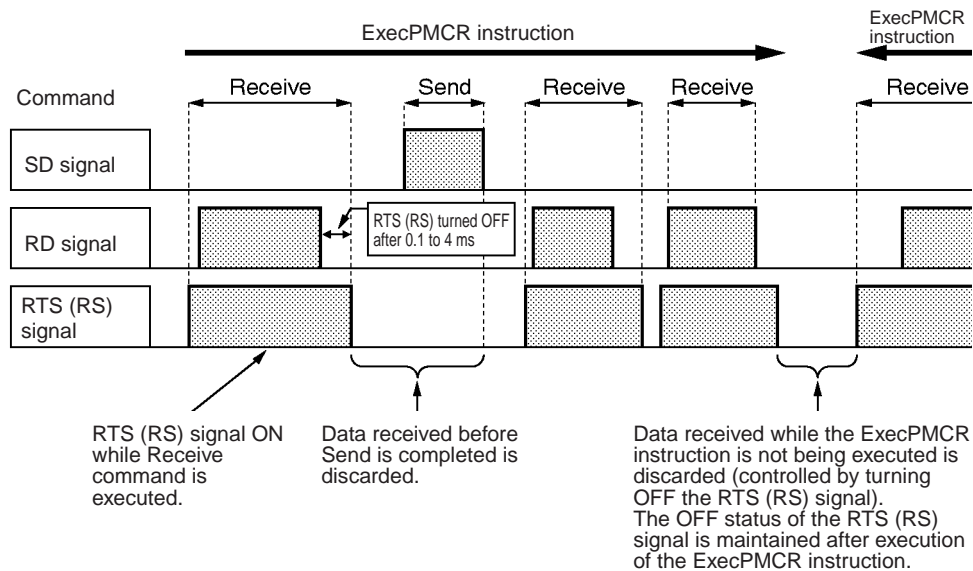 ExecPMCR instruction
ExecPMCR
instruction
Command
Receive
Send
Receive
Receive
Receive
SD signal
RD signal
RTS (RS) turned OFF
after 0.1 to 4 ms
RTS (RS)
signal
RTS (RS) signal ON
while Receive
command is
executed.
Data received before
Send is completed is
discarded.
Data received while the ExecPMCR
instruction is not being executed is
discarded (controlled by turning
OFF the RTS (RS) signal).
The OFF status of the RTS (RS)
signal is maintained after execution
of the ExecPMCR instruction.